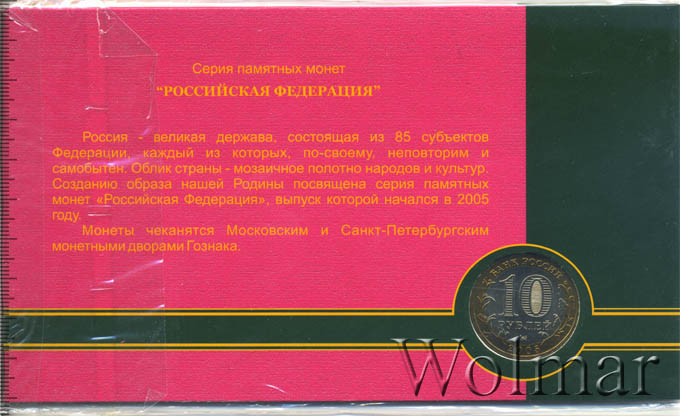 Серия памятных монет
“РОССИЙСКАЯ ФЕДЕРАЦИЯ”
Россия - великая держава, состоящая из 85 субъектов
Федерации, каждый из которых, по-своему, неповторим и
самобытен. Облик страны - мозаичное полотно народов и культур.
Созданию образа нашей Родины посвящена серия памятных
монет «Российская Федерация», выпуск которой начался в 2005
году.
Монеты чеканятся Московским и Санкт-Петербургским
монетными дворами Гознака.
БАНК РОССИИ
10
РУБЛЕЙ
Wolmar